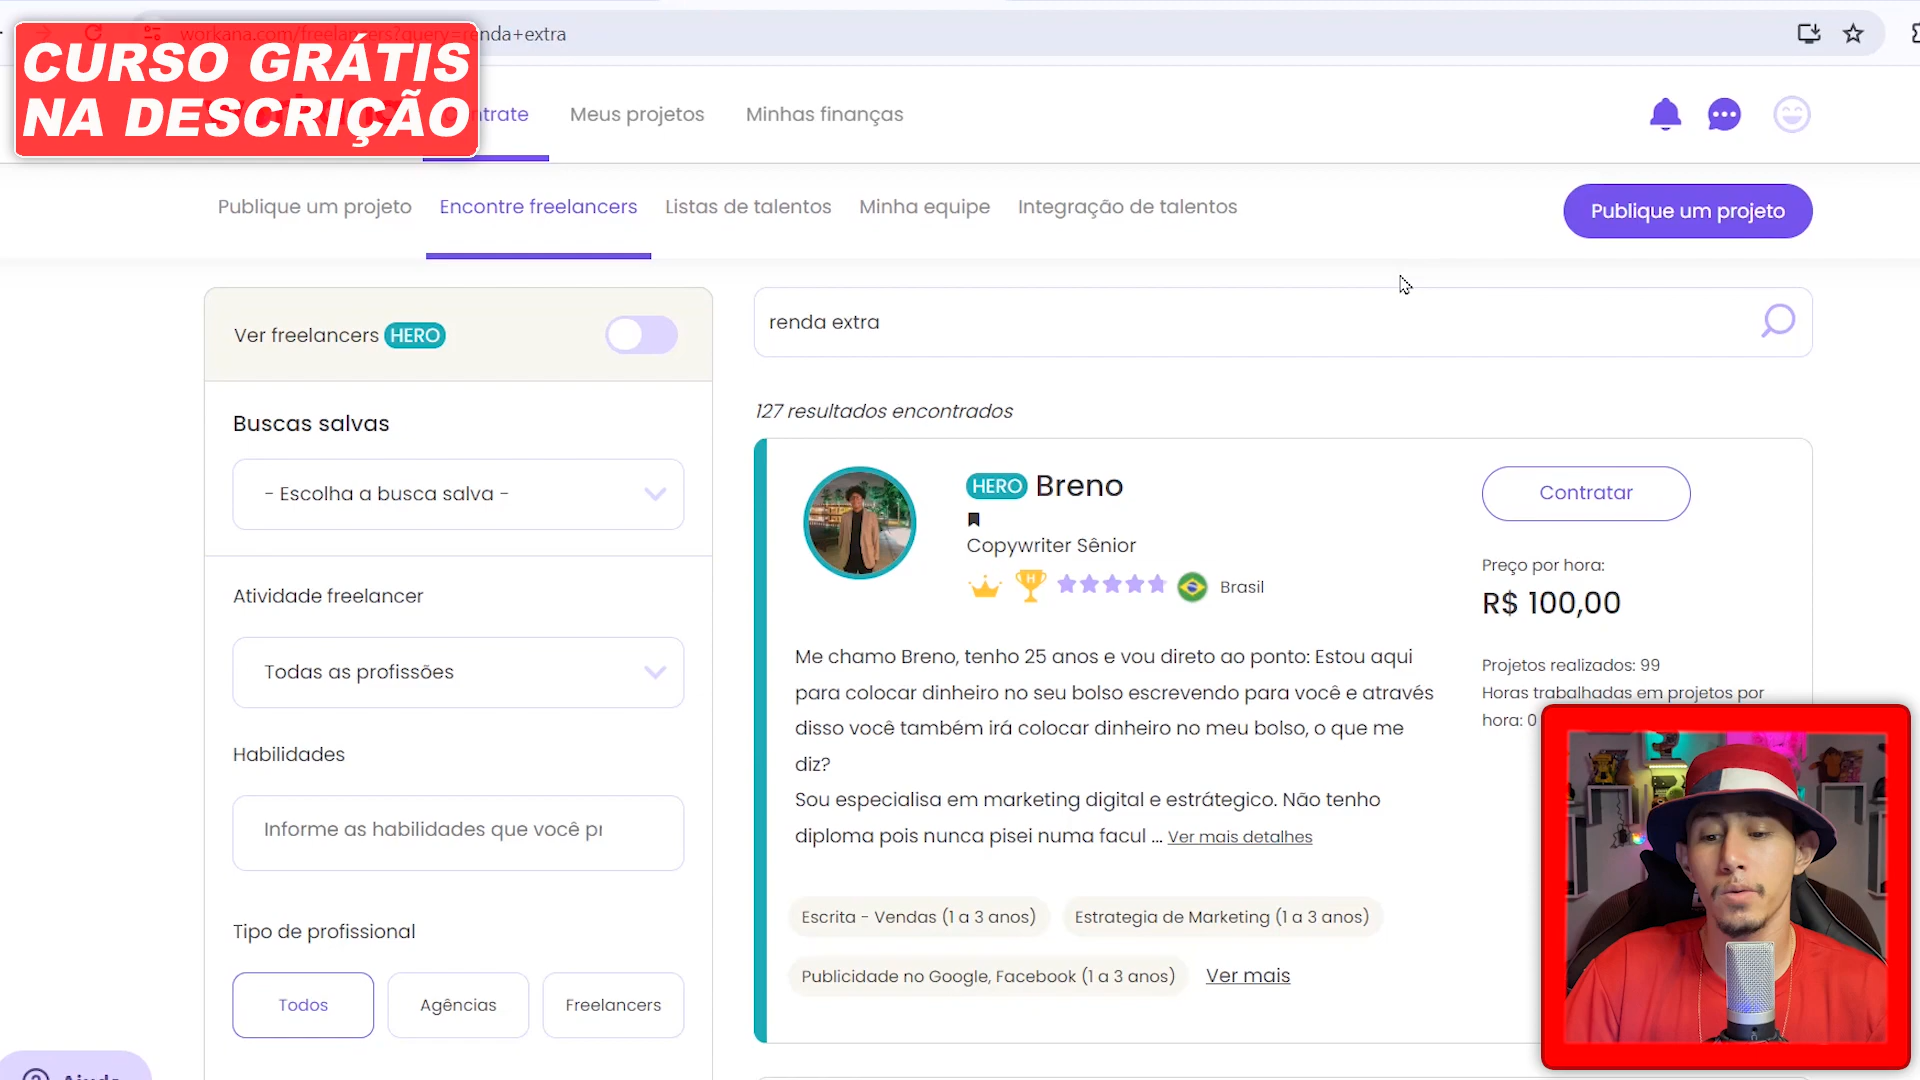 workana.com/freelancers?query=renda+extra
CURSO GRÁTIS
NA DESCRIÇÃO
Meus projetos
Minhas finanças
Publique um projeto
Encontre freelancers
Listas de talentos
Minha equipe
Integração de talentos
Publique um projeto
Ver freelancers HERO
Buscas salvas
- Escolha a busca salva -
Atividade freelancer
Todas as profissões
Habilidades
Informe as habilidades que você pr
Tipo de profissional
Todos
Agências
Freelancers
renda extra
127 resultados encontrados
HERO Breno
Copywriter Sênior
H
Brasil
Me chamo Breno, tenho 25 anos e vou direto ao ponto: Estou aqui
para colocar dinheiro no seu bolso escrevendo para você e através
disso você também irá colocar dinheiro no meu bolso, o que me
diz?
Sou especialisa em marketing digital e estrátegico. Não tenho
diploma pois nunca pisei numa facul ... Ver mais detalhes
Escrita - Vendas (1 a 3 anos)
Estrategia de Marketing (1 a 3 anos)
Publicidade no Google, Facebook (1 a 3 anos)
Ver mais
Contratar
Preço por hora:
R$ 100,00
Projetos realizados: 99
Horas trabalhadas em projetos por
hora: 0